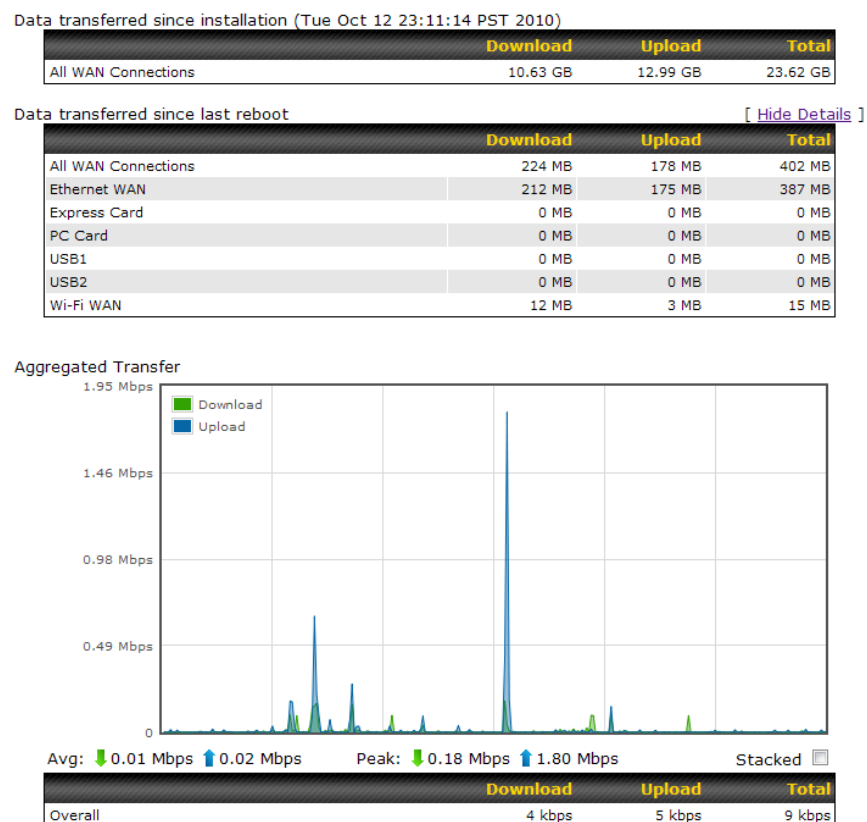 Data transferred since installation (Tue Oct 12 23:11:14 PST 2010)
Download Upload Total
All WAN Connections 10.63 GB 12.99 GB 23.62 GB
Data transferred since last reboot [ Hide Details ]
Download Upload Total
All WAN Connections 224 MB 178 MB 402 MB
Ethernet WAN 212 MB 175 MB 387 MB
Express Card 0 MB 0 MB 0 MB
PC Card 0 MB 0 MB 0 MB
USB1 0 MB 0 MB 0 MB
USB2 0 MB 0 MB 0 MB
Wi-Fi WAN 12 MB 3 MB 15 MB
Aggregated Transfer
1.95 Mbps
Download
Upload
1.46 Mbps
0.98 Mbps
0.49 Mbps
0
Avg: 0.01 Mbps 0.02 Mbps Peak: 0.18 Mbps 1.80 Mbps Stacked
Download Upload Total
Overall 4 kbps 5 kbps 9 kbps